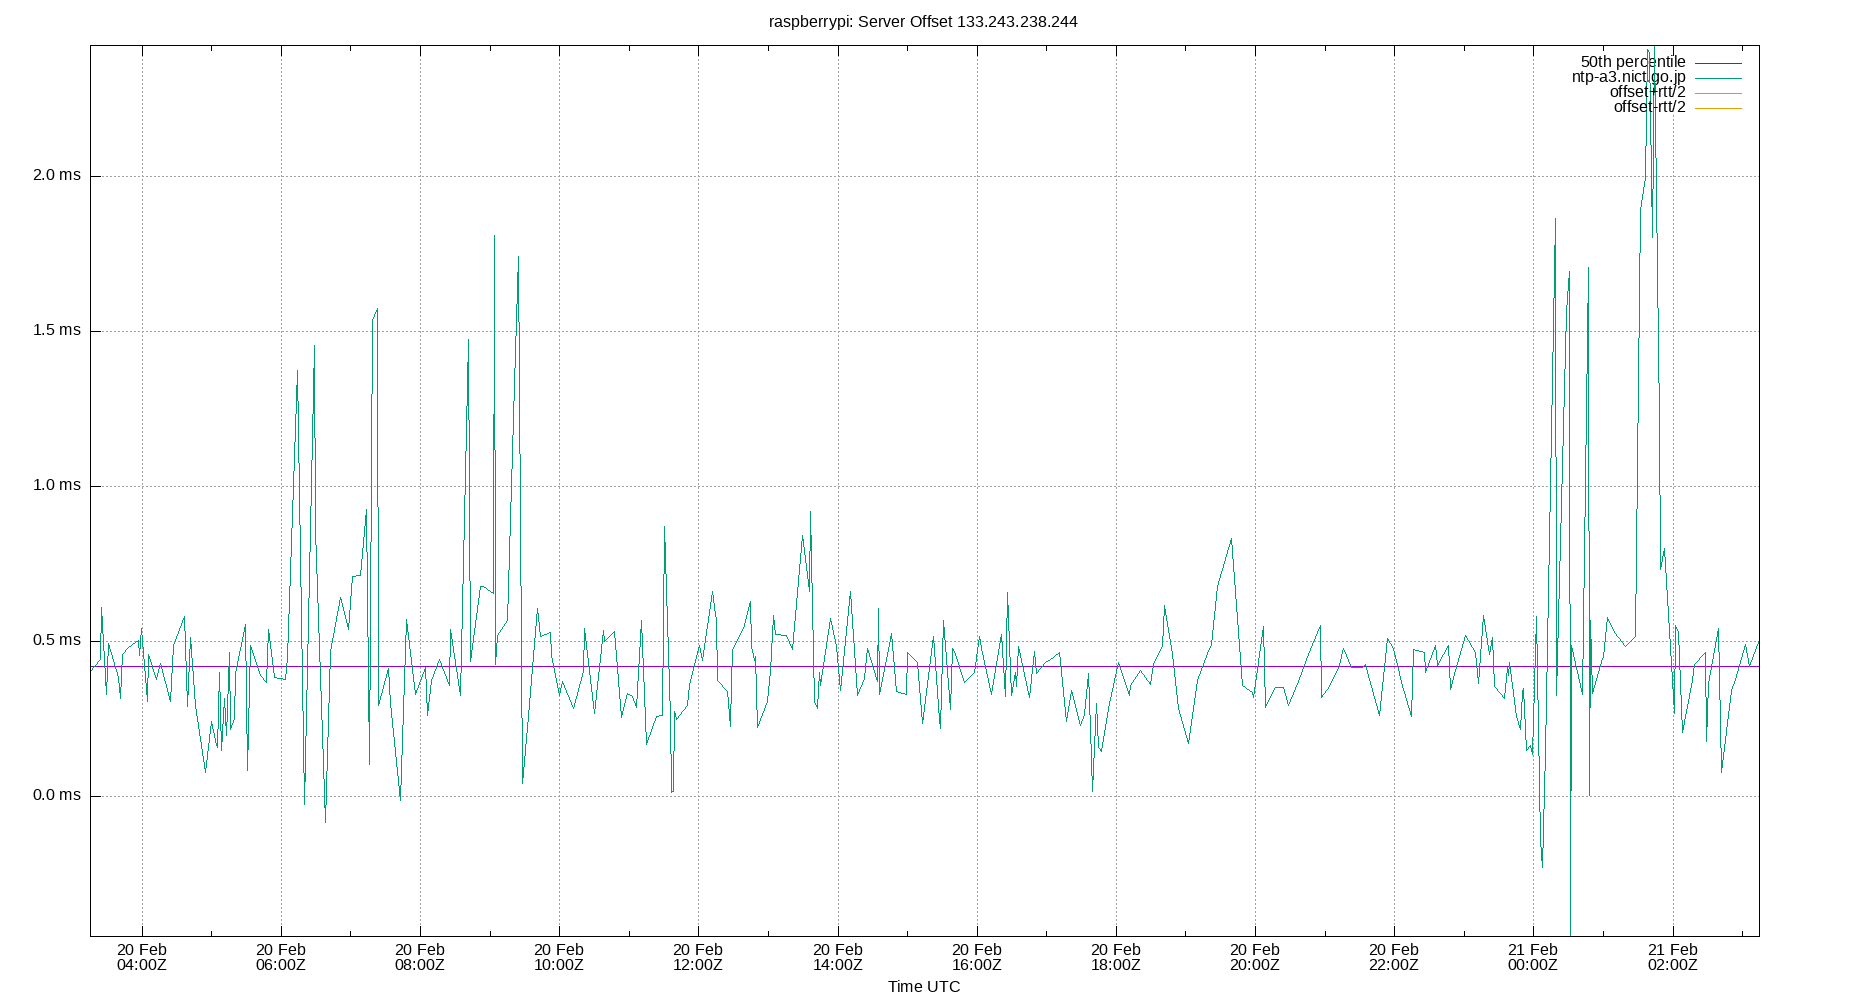 raspberrypi: Server Offset 133.243.238.244
50th percentile
ntp-a3.nict.go.jp
offset+rtt/2
offset-rtt/2
2.0 ms
1.5 ms
1.0 ms
0.5 ms
0.0 ms
20 Feb 20 Feb 20 Feb 20 Feb 20 Feb 20 Feb 20 Feb 20 Feb 20 Feb 20 Feb 21 Feb 21 Feb
04:00Z 06:00Z 08:00Z 10:00Z 12:00Z 14:00Z 16:00Z 18:00Z 20:00Z 22:00Z 00:00Z 02:00Z
Time UTC